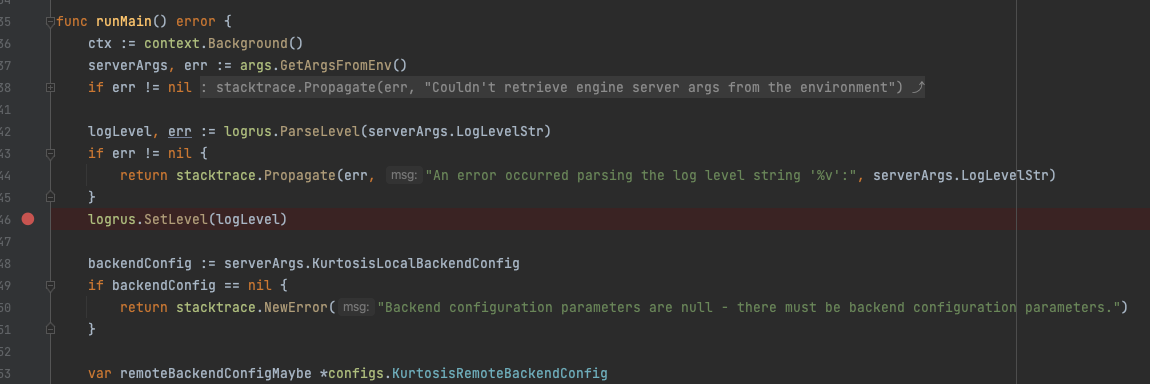 34
35 func runMain() error {
36 ctx := context.Background()
37 serverArgs, err := args.GetArgsFromEnv()
38 if err != nil : stacktrace.Propagate(err, "Couldn't retrieve engine server args from the environment")
41
42 logLevel, err := logrus.ParseLevel(serverArgs.LogLevelStr)
43 if err != nil {
44 return stacktrace.Propagate(err, msg: "An error occurred parsing the log level string '%v':", serverArgs.LogLevelStr)
45 }
46 logrus.SetLevel(logLevel)
47
48 backendConfig := serverArgs.KurtosisLocalBackendConfig
49 if backendConfig == nil {
50 return stacktrace.NewError( msg: "Backend configuration parameters are null - there must be backend configuration parameters.")
51 }
52
53 var remoteBackendConfigMaybe *configs.KurtosisRemoteBackendConfig